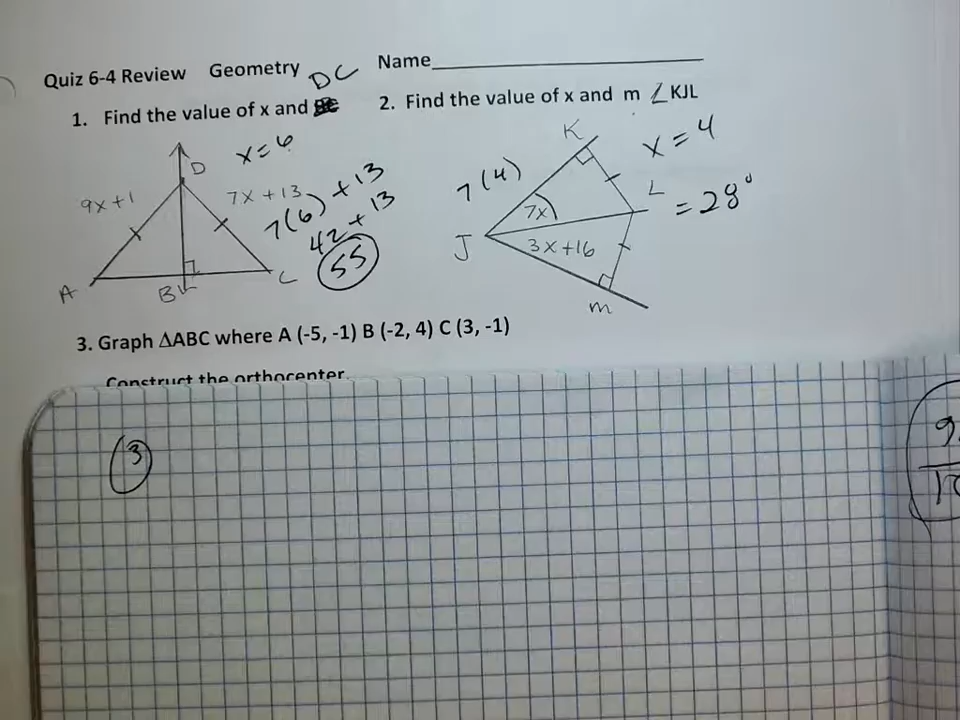 Quiz 6-4 Review Geometry Name
DC
1. Find the value of x and
2. Find the value of x and m ∠KJL
x = 6
D
9x+1
7x+13
7(6) + 13
42 + 13
55
A
B
C
K
7(4)
x = 4
L
= 28°
7x
J
3x+16
m
3. Graph ΔABC where A (-5, -1) B (-2, 4) C (3, -1)
Construct the orthocenter.
3